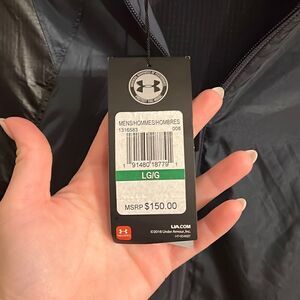 MENS/HOMMES/HOMBRES
1316583 006
1 91480 18779 1
LG/G
MSRP $150.00
UA.COM
©2016 Under Armour, Inc.